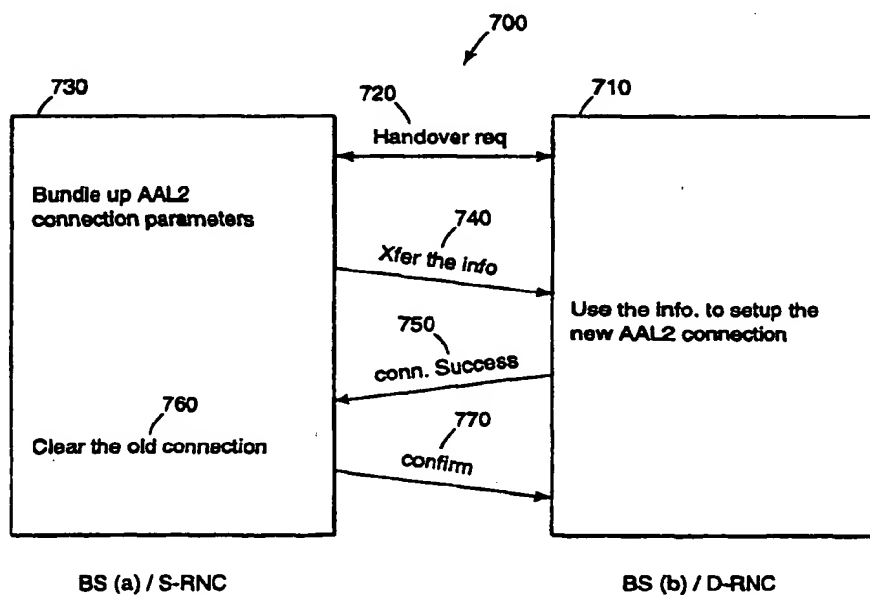 700
730
720
710
Handover req
Bundle up AAL2
connection parameters
740
Xfer the info
Use the info. to setup the
new AAL2 connection
750
conn. Success
760
Clear the old connection
770
confirm
BS (a) / S-RNC
BS (b) / D-RNC